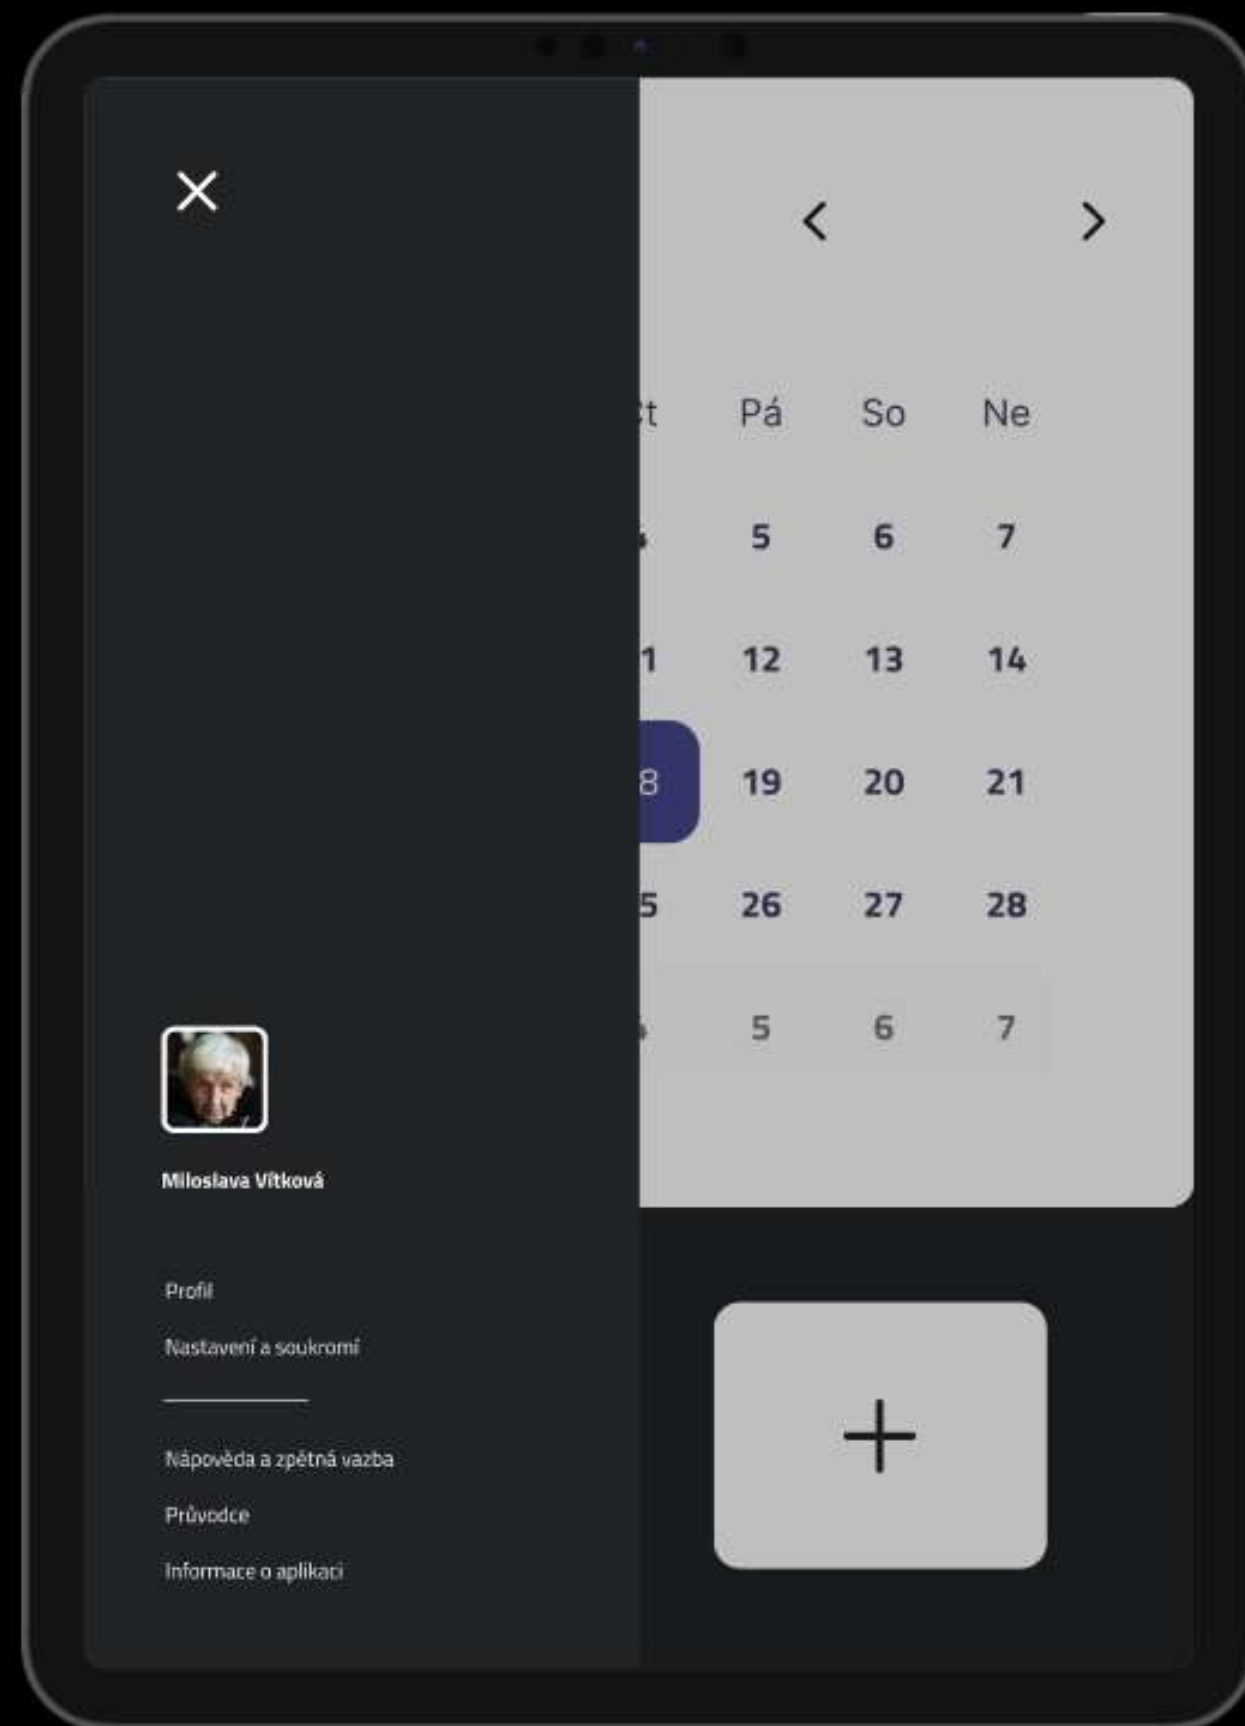 Pá So Ne
5 6 7
12 13 14
19 20 21
26 27 28
5 6 7
Miloslava Vítková
Profil
Nastavení a soukromí
Nápověda a zpětná vazba
Průvodce
Informace o aplikaci